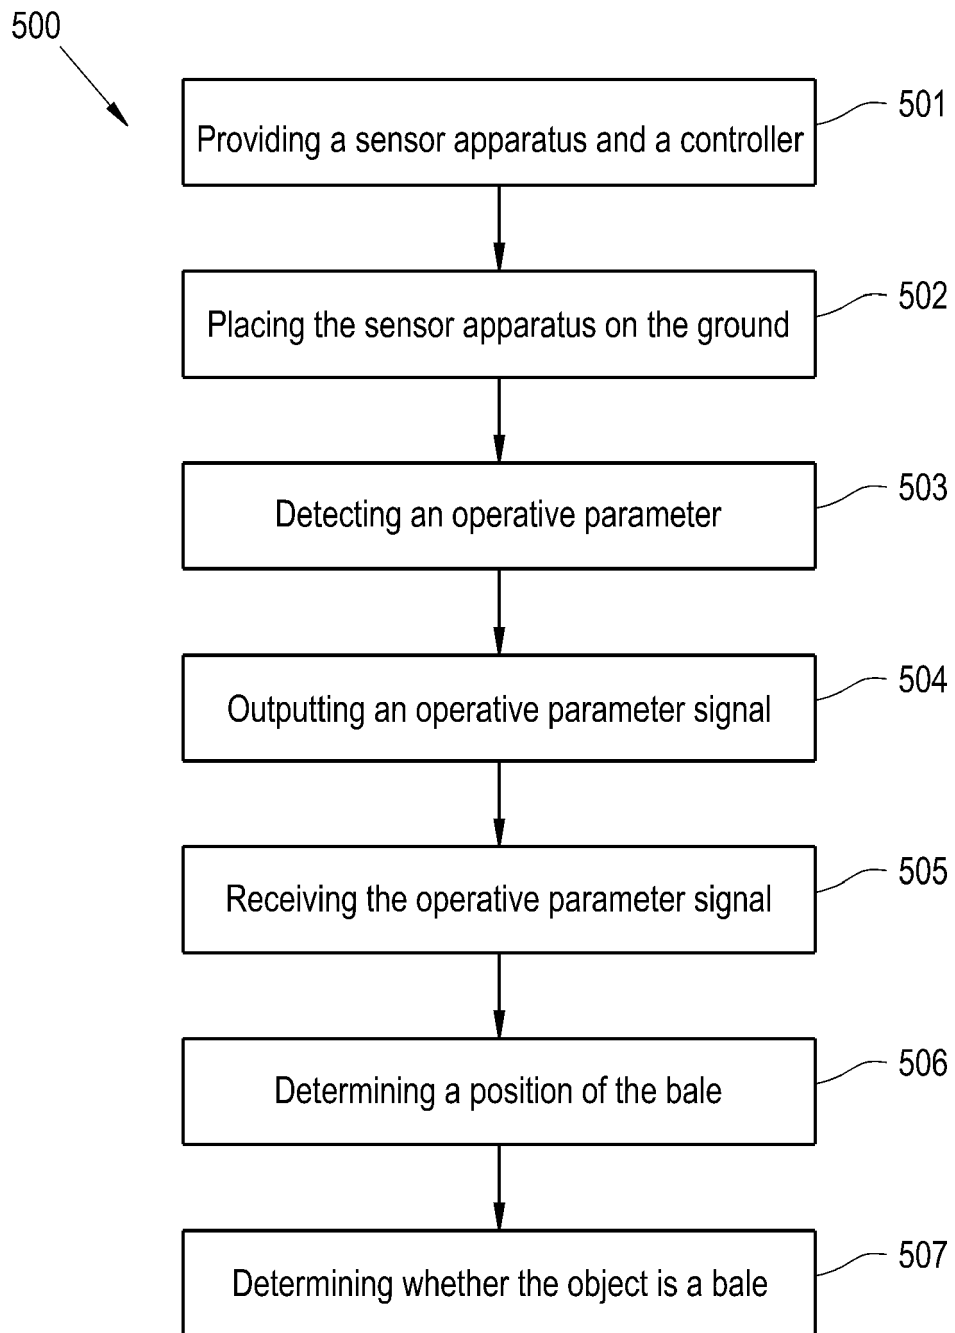 500
Providing a sensor apparatus and a controller
501
Placing the sensor apparatus on the ground
502
Detecting an operative parameter
503
Outputting an operative parameter signal
504
Receiving the operative parameter signal
505
Determining a position of the bale
506
Determining whether the object is a bale
507